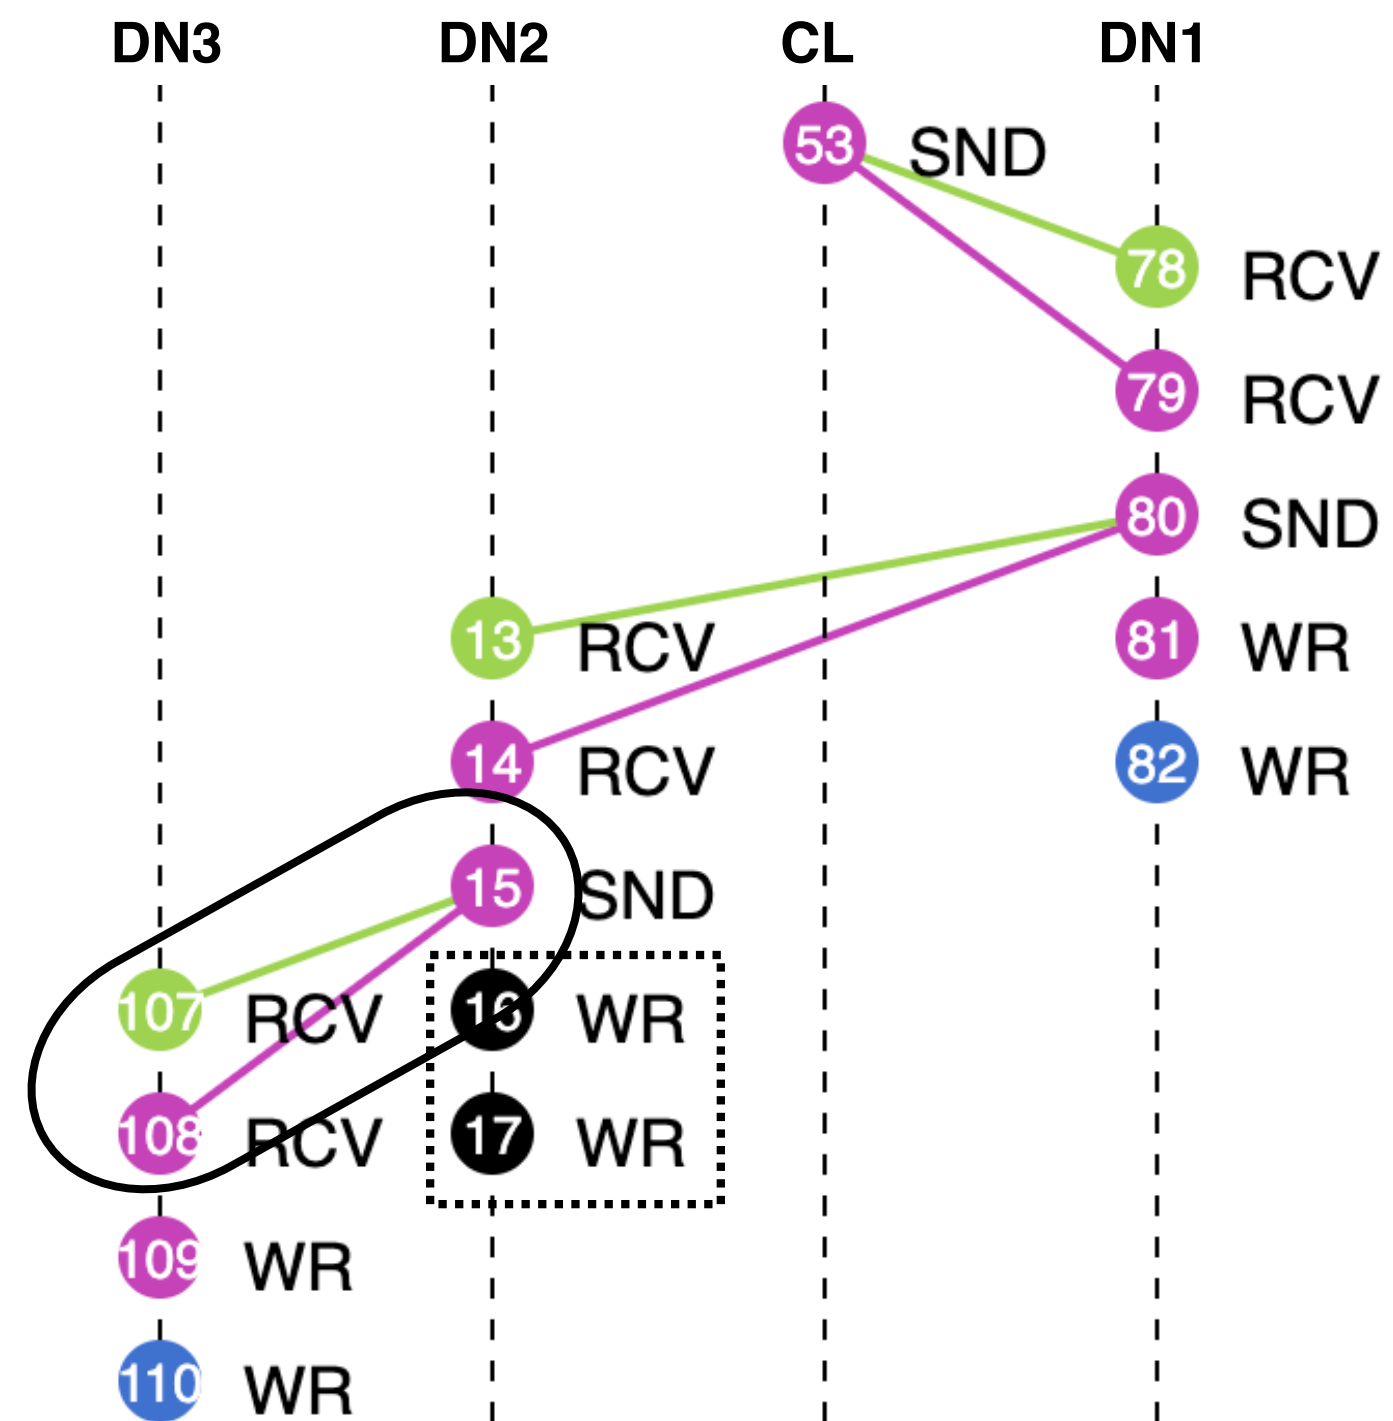 DN3 DN2 CL DN1
53 SND
78 RCV
79 RCV
80 SND
13 RCV 81 WR
14 RCV 82 WR
15 SND
107 RCV 16 WR
108 RCV 17 WR
109 WR
110 WR